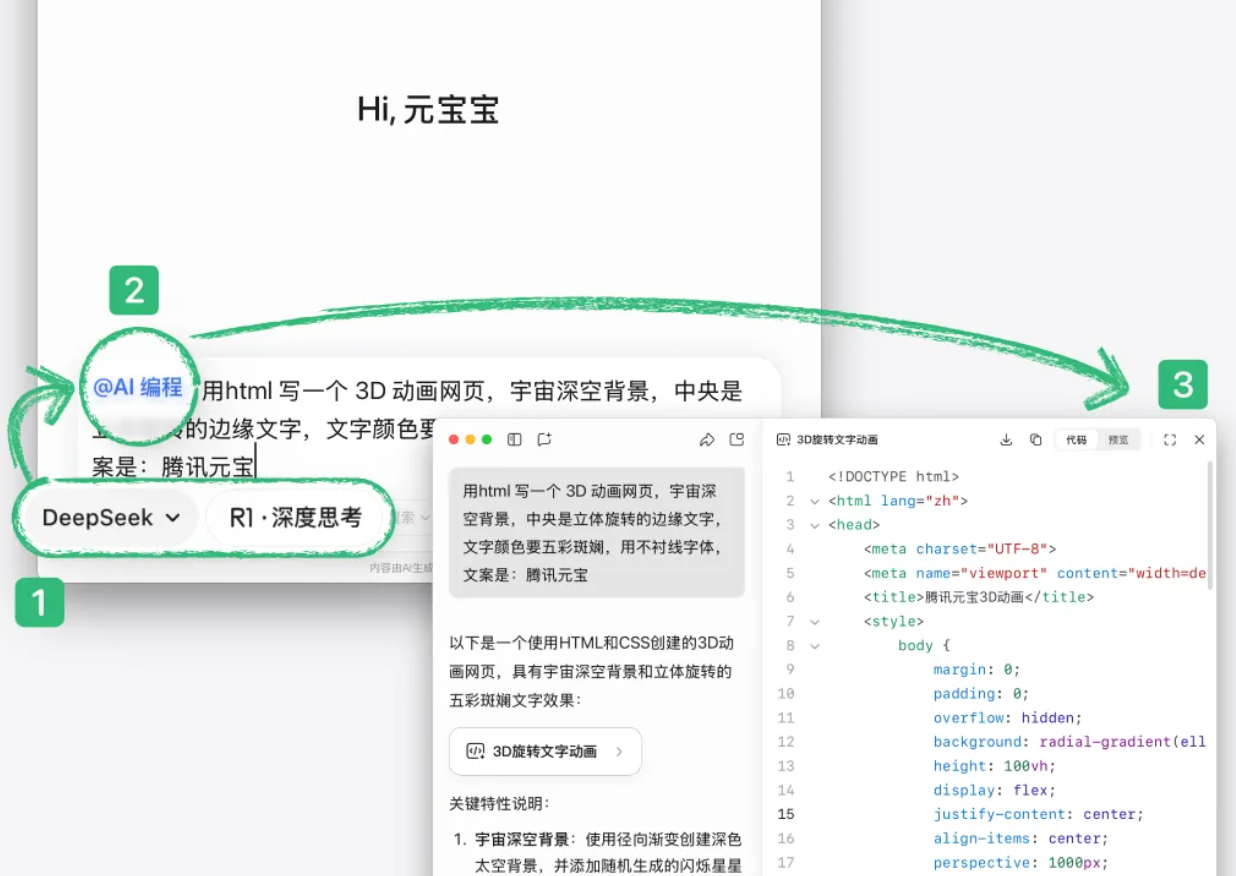 Hi, 元宝宝
2
@AI 编程 用html 写一个 3D 动画网页，宇宙深空背景，中央是
的边缘文字，文字颜色要
案是：腾讯元宝
DeepSeek
R1 · 深度思考
索
内容由AI生成
1
3
用html 写一个 3D 动画网页，宇宙深
空背景，中央是立体旋转的边缘文字，
文字颜色要五彩斑斓，用不衬线字体，
文案是：腾讯元宝
以下是一个使用HTML和CSS创建的3D动
画网页，具有宇宙深空背景和立体旋转的
五彩斑斓文字效果：
3D旋转文字动画
关键特性说明：
1. 宇宙深空背景：使用径向渐变创建深色
太空背景，并添加随机生成的闪烁星星
3D旋转文字动画
代码 预览
1 <!DOCTYPE html>
2 <html lang="zh">
3 <head>
4 <meta charset="UTF-8">
5 <meta name="viewport" content="width=de
6 <title>腾讯元宝3D动画</title>
7 <style>
8 body {
9 margin: 0;
10 padding: 0;
11 overflow: hidden;
12 background: radial-gradient(ell
13 height: 100vh;
14 display: flex;
15 justify-content: center;
16 align-items: center;
17 perspective: 1000px;